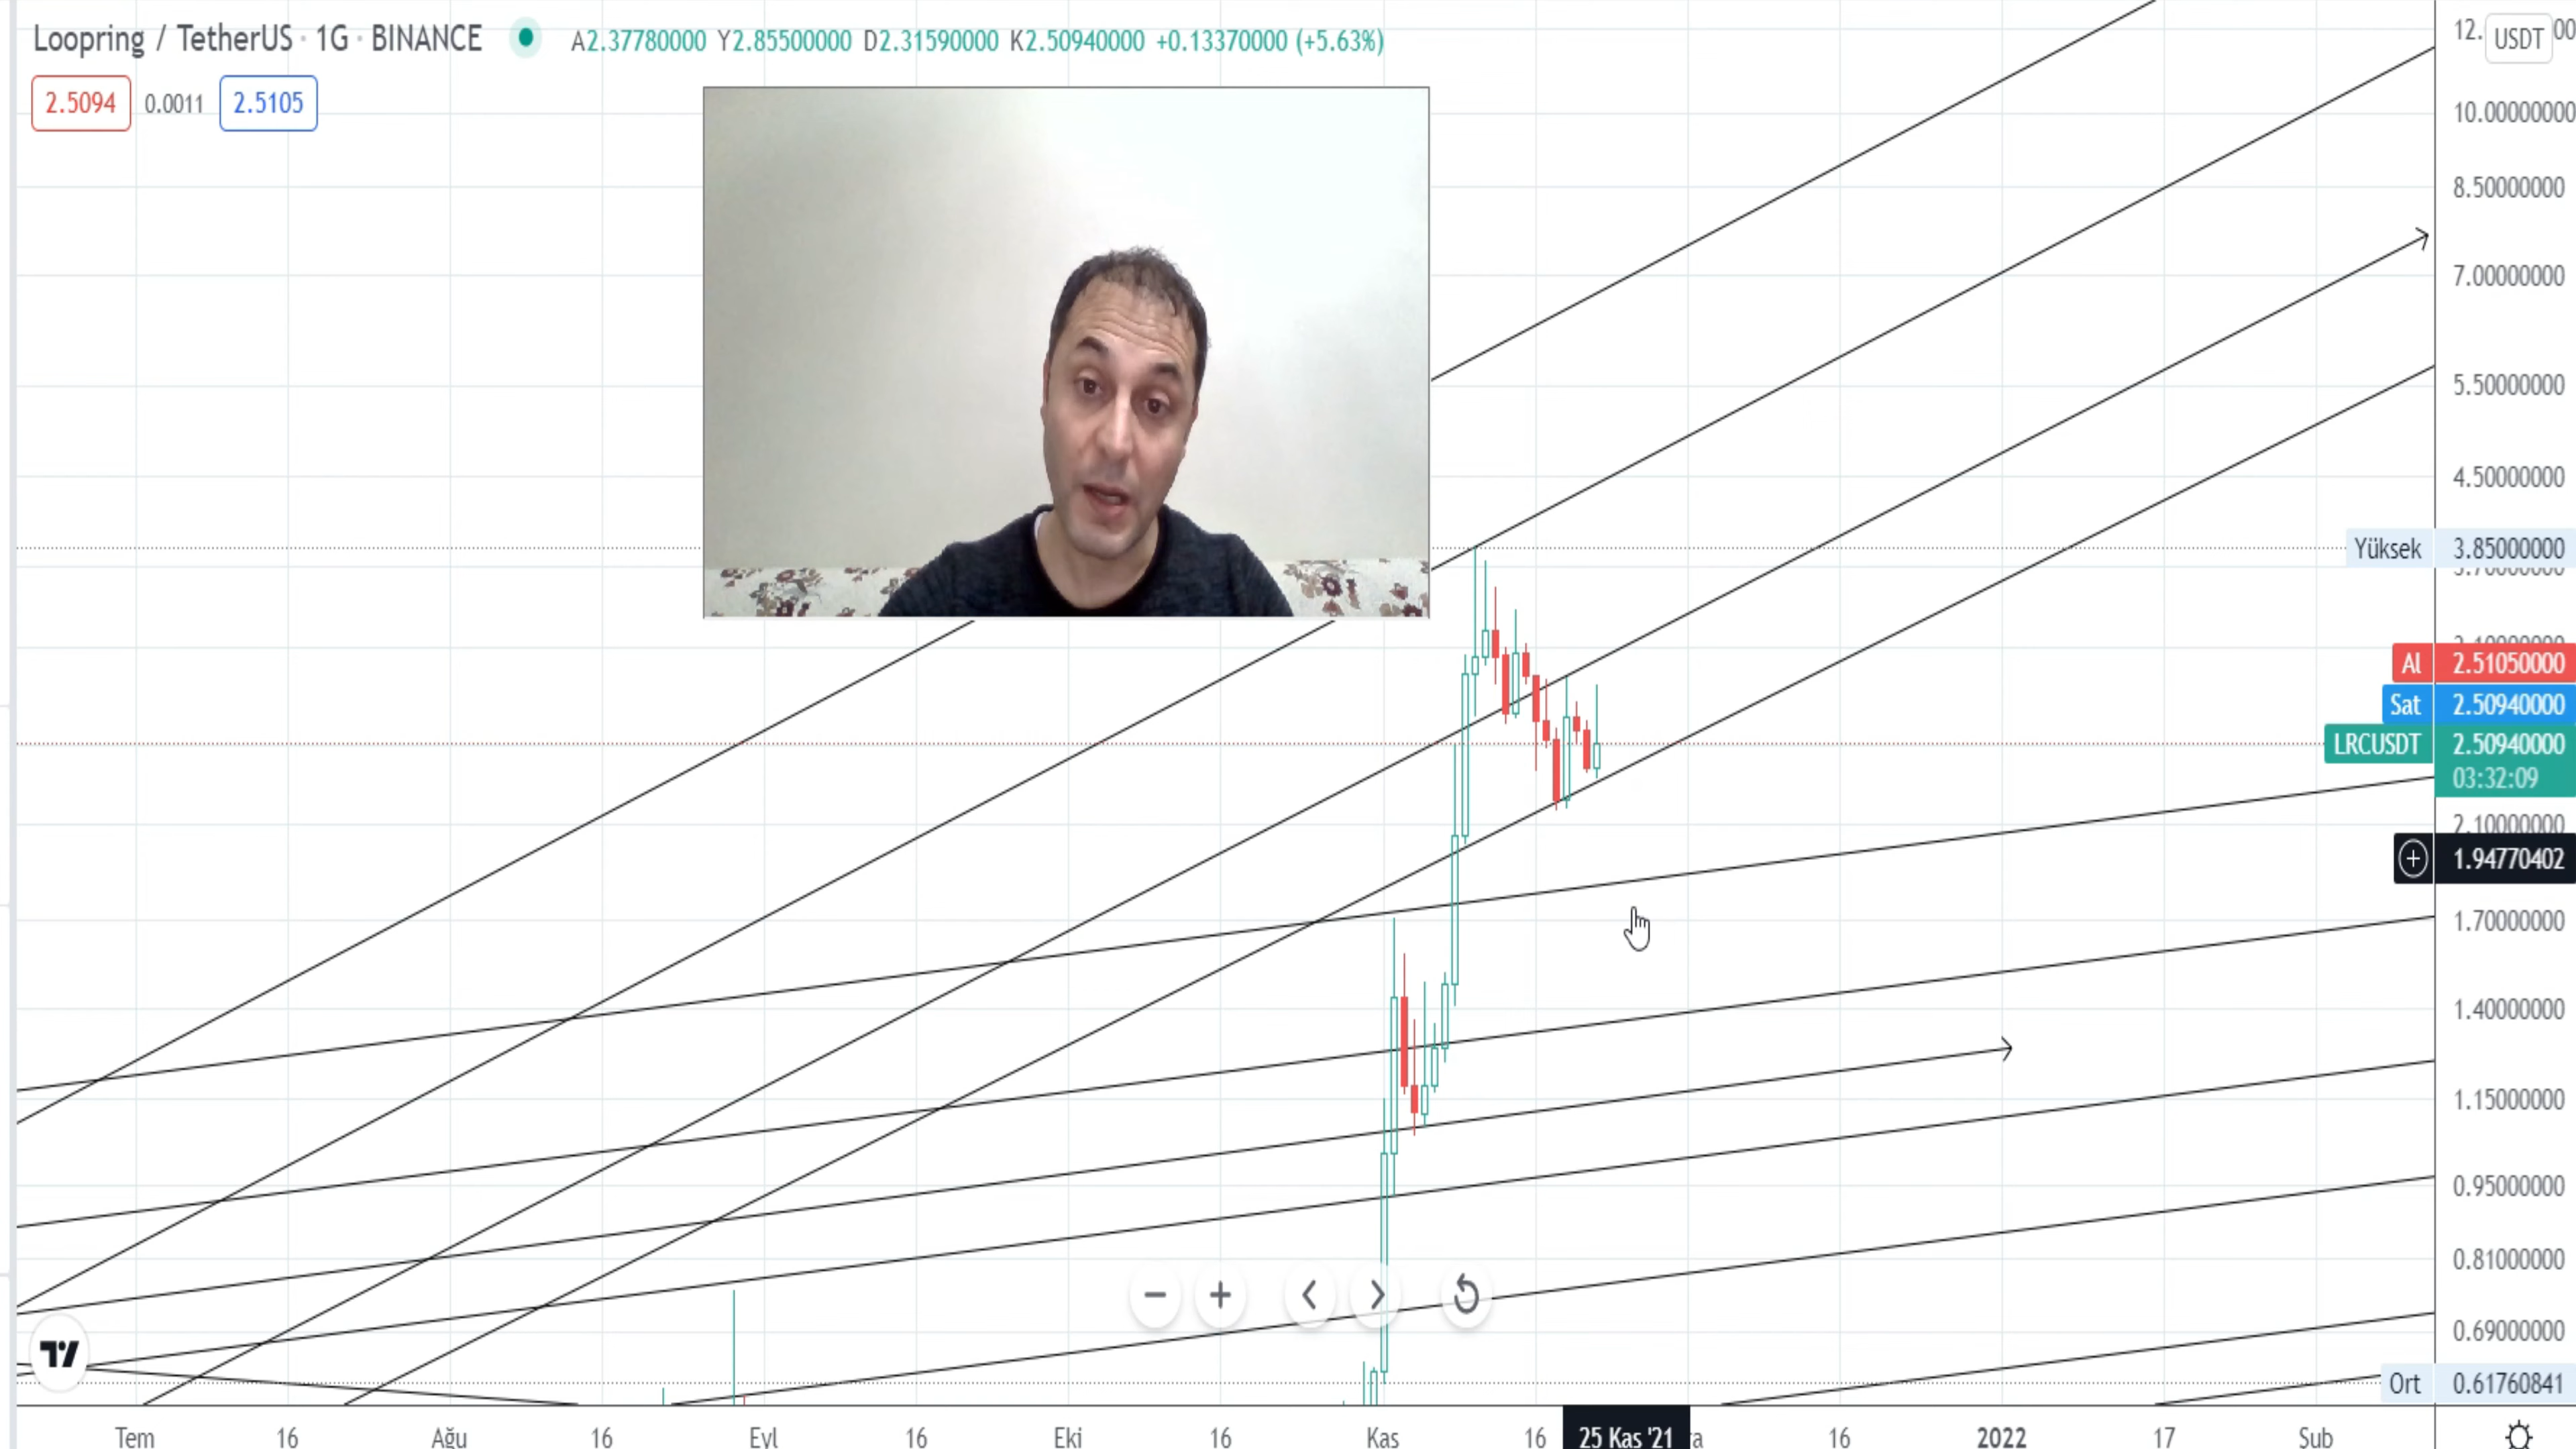 Loopring / TetherUS · 1G · BINANCE A2.37780000 Y2.85500000 D2.31590000 K2.50940000 +0.13370000 (+5.63%)
2.5094 0.0011 2.5105
USDT
10.00000000
8.50000000
7.00000000
5.50000000
4.50000000
Yüksek 3.85000000
Al 2.51050000
Sat 2.50940000
LRCUSDT 2.50940000
03:32:09
2.10000000
1.94770402
1.70000000
1.40000000
1.15000000
0.95000000
0.81000000
0.69000000
Ort 0.61760841
Tem 16 Ağu 16 Eyl 16 Eki 16 Kas 16 25 Kas '21 16 2022 17 Şub